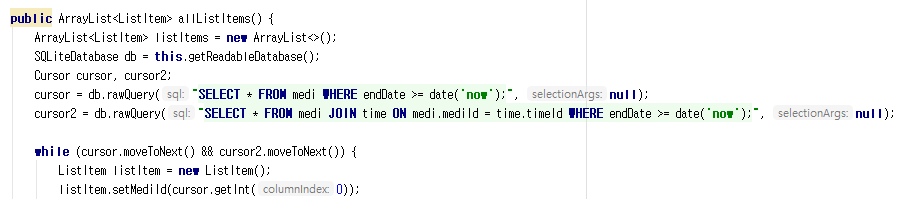 public ArrayList<ListItem> allListItems() {
ArrayList<ListItem> listItems = new ArrayList<>();
SQLiteDatabase db = this.getReadableDatabase();
Cursor cursor, cursor2;
cursor = db.rawQuery( sql: "SELECT * FROM medi WHERE endDate >= date('now');", selectionArgs: null);
cursor2 = db.rawQuery( sql: "SELECT * FROM medi JOIN time ON medi.mediId = time.timeId WHERE endDate >= date('now');", selectionArgs: null);
while (cursor.moveToNext() && cursor2.moveToNext()) {
ListItem listItem = new ListItem();
listItem.setMediId(cursor.getInt( columnIndex: 0));